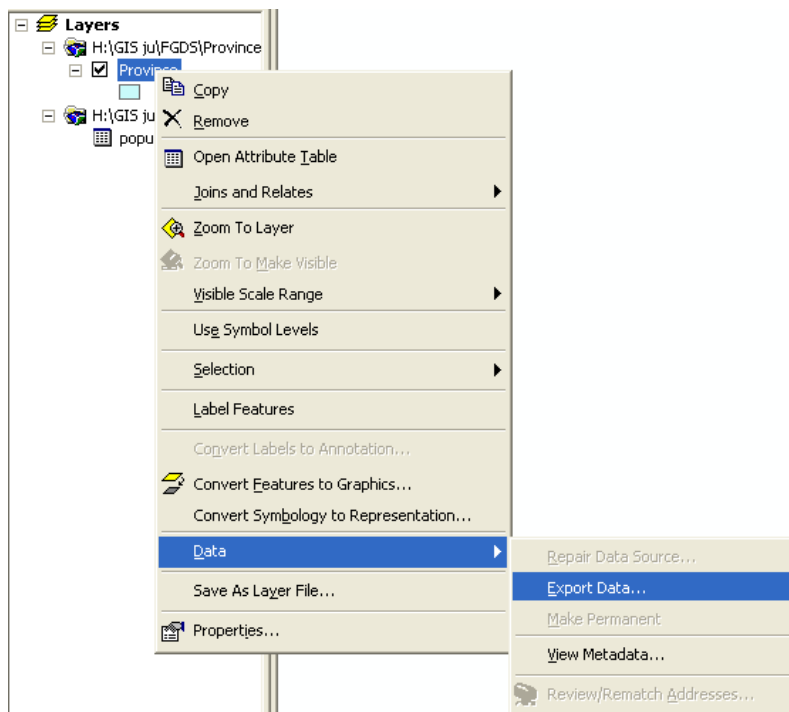 Layers
H:\GIS ju\FGDS\Province
Province
H:\GIS ju
popu
Copy
Remove
Open Attribute Table
Joins and Relates
Zoom To Layer
Zoom To Make Visible
Visible Scale Range
Use Symbol Levels
Selection
Label Features
Convert Labels to Annotation...
Convert Features to Graphics...
Convert Symbology to Representation...
Data
Save As Layer File...
Properties...
Repair Data Source...
Export Data...
Make Permanent
View Metadata...
Review/Rematch Addresses...